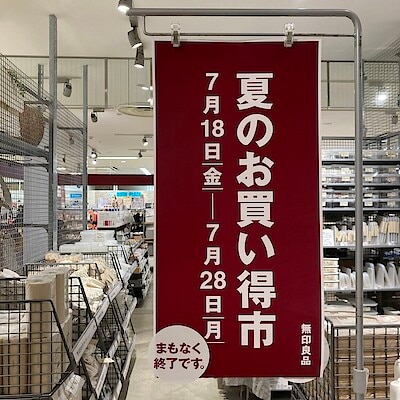 夏のお買い得市
7月18日(金)—7月28日(月)
無印良品
まもなく
終了です。